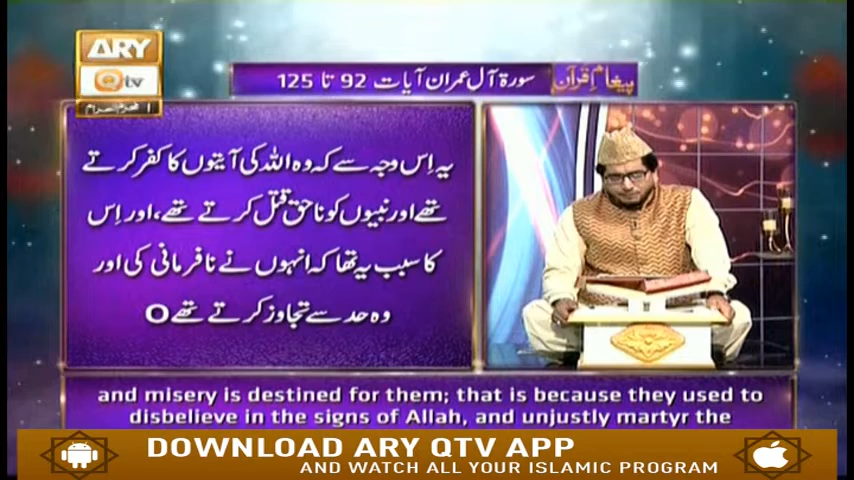 ARY
Qtv
سورۃ آل عمران آیات 92 تا 125
پیغامِ قرآن
یہ اِس وجہ سے کہ وہ اللہ کی آیتوں کا کفر کرتے
تھے اور نبیوں کو ناحق قتل کرتے تھے، اور اِس
کا سبب یہ تھا کہ انہوں نے نافرمانی کی اور
وہ حد سے تجاوز کرتے تھے O
and misery is destined for them; that is because they used to
disbelieve in the signs of Allah, and unjustly martyr the
DOWNLOAD ARY QTV APP
AND WATCH ALL YOUR ISLAMIC PROGRAM